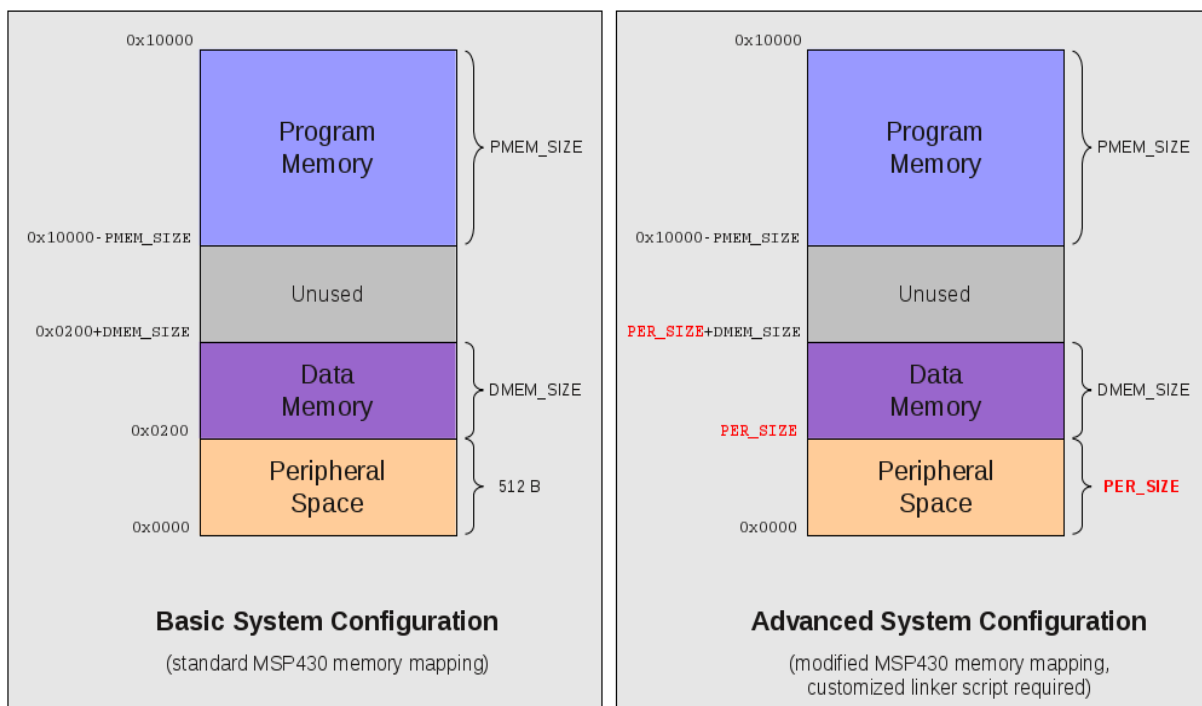 0x10000
Program
Memory
PMEM_SIZE
0x10000-PMEM_SIZE
Unused
0x0200+DMEM_SIZE
Data
Memory
DMEM_SIZE
0x0200
Peripheral
Space
512 B
0x0000
Basic System Configuration
(standard MSP430 memory mapping)
0x10000
Program
Memory
PMEM_SIZE
0x10000-PMEM_SIZE
Unused
PER_SIZE+DMEM_SIZE
Data
Memory
DMEM_SIZE
PER_SIZE
Peripheral
Space
PER_SIZE
0x0000
Advanced System Configuration
(modified MSP430 memory mapping,
customized linker script required)